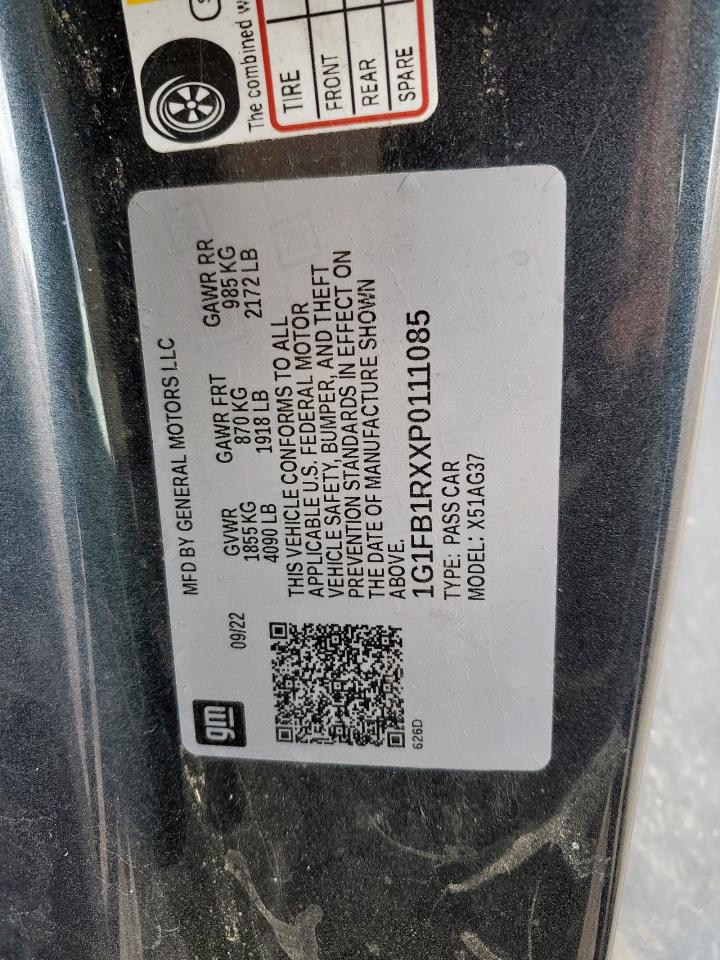 The combined w
TIRE
FRONT
REAR
SPARE
MFD BY GENERAL MOTORS LLC
gm
09/22
GVWR GAWR FRT GAWR RR
1855 KG 870 KG 985 KG
4090 LB 1918 LB 2172 LB
THIS VEHICLE CONFORMS TO ALL
APPLICABLE U.S. FEDERAL MOTOR
VEHICLE SAFETY, BUMPER, AND THEFT
PREVENTION STANDARDS IN EFFECT ON
THE DATE OF MANUFACTURE SHOWN
ABOVE.
1G1FB1RXXP0111085
TYPE: PASS CAR
MODEL: X51AG37
626D